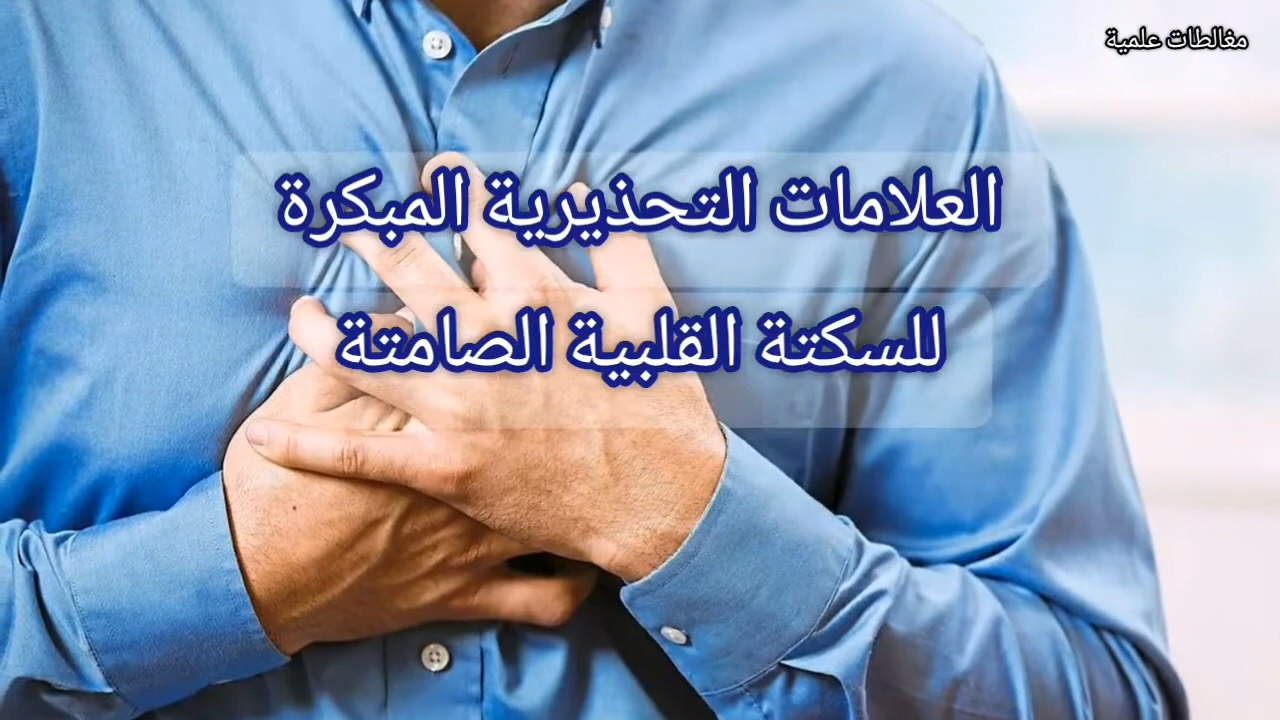 مغالطات علمية
العلامات التحذيرية المبكرة
للسكتة القلبية الصامتة